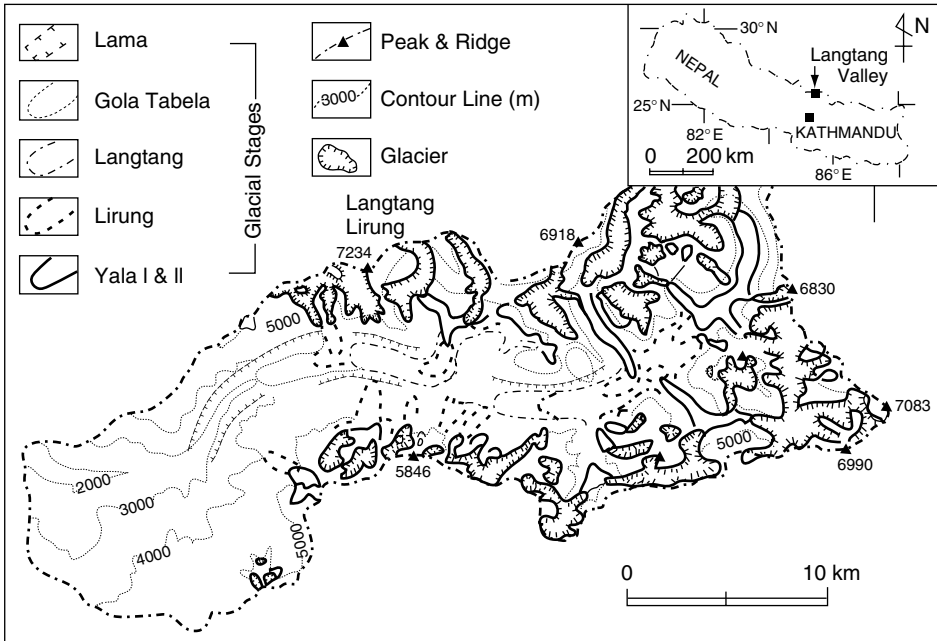 Lama
Gola Tabela
Langtang
Lirung
Yala I & II
Glacial Stages
Peak & Ridge
3000
Contour Line (m)
Glacier
30° N
N
NEPAL
Langtang
Valley
25° N
82° E
KATHMANDU
0 200 km
86° E
Langtang
Lirung
7234
6918
6830
5000
7083
5000
6990
5846
2000
3000
4000
5000
0 10 km